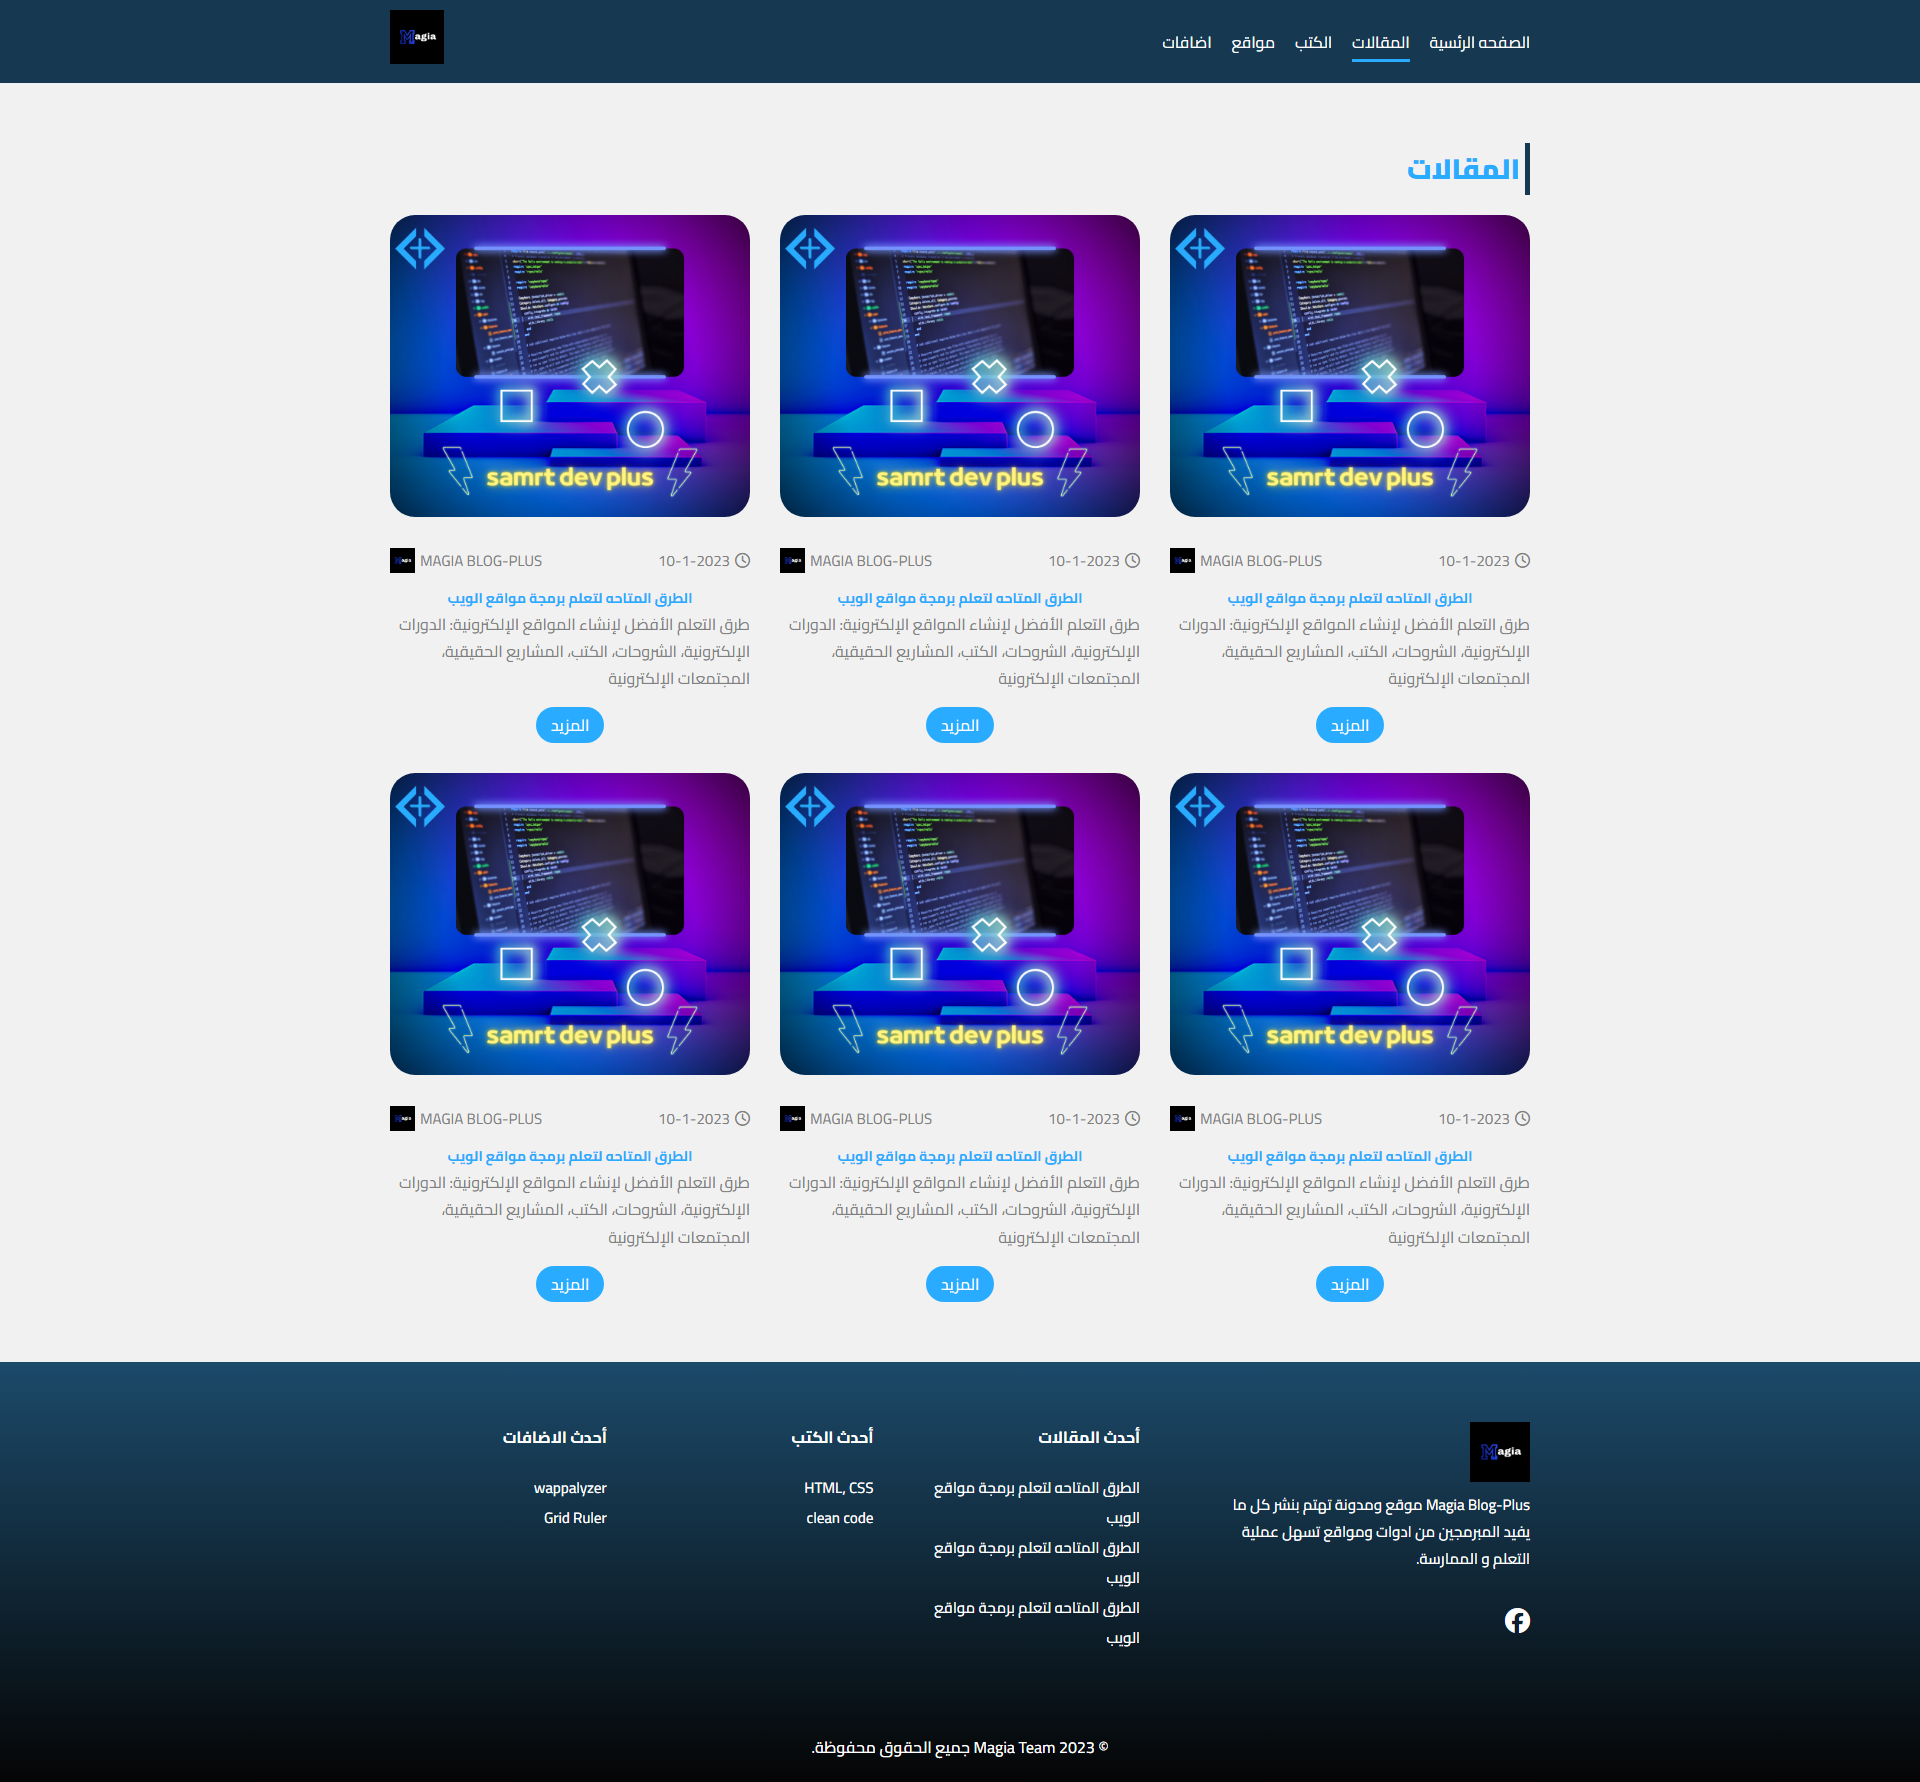 الصفحه الرئسية
المقالات
الكتب
مواقع
اضافات
Magia
المقالات
samrt dev plus
10-1-2023
MAGIA BLOG-PLUS
الطرق المتاحه لتعلم برمجة مواقع الويب
طرق التعلم الأفضل لإنشاء المواقع الإلكترونية: الدورات
الإلكترونية، الشروحات، الكتب، المشاريع الحقيقية،
المجتمعات الإلكترونية
المزيد
samrt dev plus
10-1-2023
MAGIA BLOG-PLUS
الطرق المتاحه لتعلم برمجة مواقع الويب
طرق التعلم الأفضل لإنشاء المواقع الإلكترونية: الدورات
الإلكترونية، الشروحات، الكتب، المشاريع الحقيقية،
المجتمعات الإلكترونية
المزيد
samrt dev plus
10-1-2023
MAGIA BLOG-PLUS
الطرق المتاحه لتعلم برمجة مواقع الويب
طرق التعلم الأفضل لإنشاء المواقع الإلكترونية: الدورات
الإلكترونية، الشروحات، الكتب، المشاريع الحقيقية،
المجتمعات الإلكترونية
المزيد
samrt dev plus
10-1-2023
MAGIA BLOG-PLUS
الطرق المتاحه لتعلم برمجة مواقع الويب
طرق التعلم الأفضل لإنشاء المواقع الإلكترونية: الدورات
الإلكترونية، الشروحات، الكتب، المشاريع الحقيقية،
المجتمعات الإلكترونية
المزيد
samrt dev plus
10-1-2023
MAGIA BLOG-PLUS
الطرق المتاحه لتعلم برمجة مواقع الويب
طرق التعلم الأفضل لإنشاء المواقع الإلكترونية: الدورات
الإلكترونية، الشروحات، الكتب، المشاريع الحقيقية،
المجتمعات الإلكترونية
المزيد
samrt dev plus
10-1-2023
MAGIA BLOG-PLUS
الطرق المتاحه لتعلم برمجة مواقع الويب
طرق التعلم الأفضل لإنشاء المواقع الإلكترونية: الدورات
الإلكترونية، الشروحات، الكتب، المشاريع الحقيقية،
المجتمعات الإلكترونية
المزيد
Magia
Magia Blog-Plus موقع ومدونة تهتم بنشر كل ما
يفيد المبرمجين من ادوات ومواقع تسهل عملية
التعلم و الممارسة.
أحدث المقالات
الطرق المتاحه لتعلم برمجة مواقع
الويب
الطرق المتاحه لتعلم برمجة مواقع
الويب
الطرق المتاحه لتعلم برمجة مواقع
الويب
أحدث الكتب
HTML, CSS
clean code
أحدث الاضافات
wappalyzer
Grid Ruler
© 2023 Magia Team جميع الحقوق محفوظة.